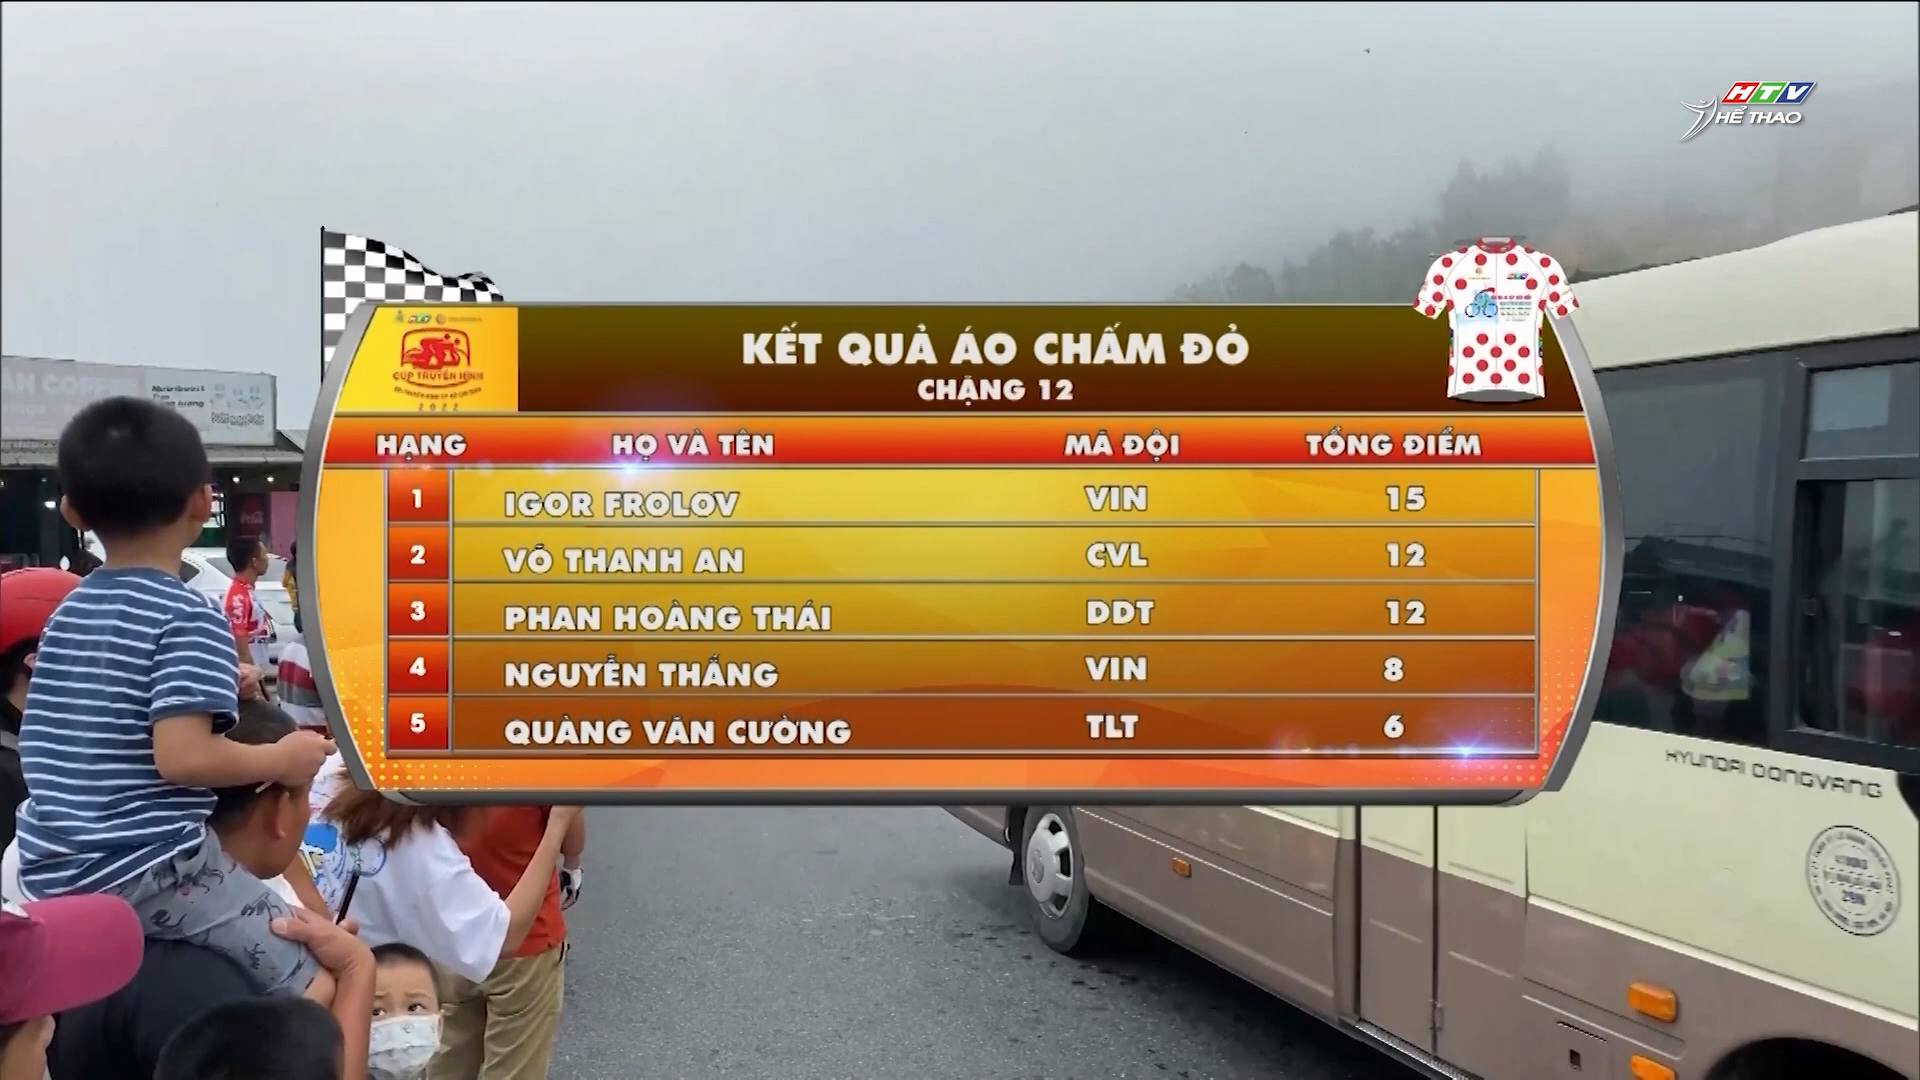 HTV
THỂ THAO
CÚP TRUYỀN HÌNH
2022
KẾT QUẢ ÁO CHẤM ĐỎ
CHẶNG 12
HẠNG HỌ VÀ TÊN MÃ ĐỘI TỔNG ĐIỂM
1 IGOR FROLOV VIN 15
2 VÕ THANH AN CVL 12
3 PHAN HOÀNG THÁI DDT 12
4 NGUYỄN THẮNG VIN 8
5 QUÀNG VĂN CƯỜNG TLT 6
HYUNDAI DONGVANG